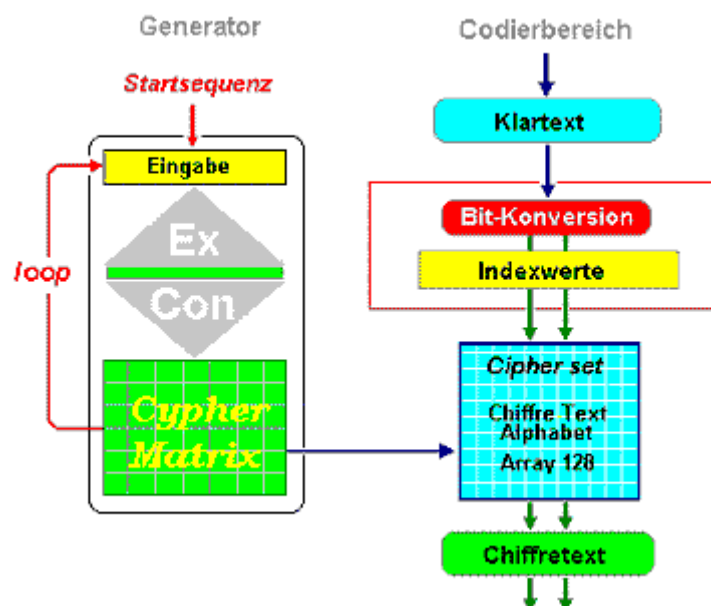 Generator
Startsequenz
Eingabe
Ex
Con
loop
Cypher
Matrix
Codierbereich
Klartext
Bit-Konversion
Indexwerte
Cipher set
Chiffre Text
Alphabet
Array 128
Chiffretext